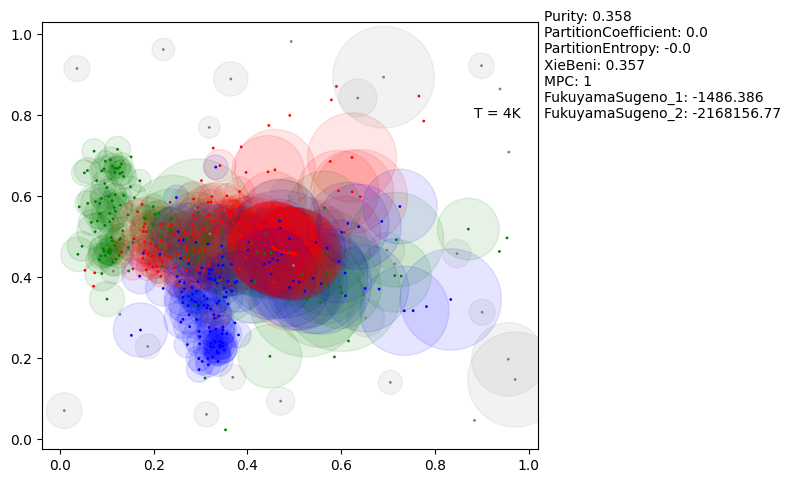 Purity: 0.358
PartitionCoefficient: 0.0
PartitionEntropy: -0.0
XieBeni: 0.357
MPC: 1
FukuyamaSugeno_1: -1486.386
FukuyamaSugeno_2: -2168156.77
T = 4K
1.0
0.8
0.6
0.4
0.2
0.0
0.0 0.2 0.4 0.6 0.8 1.0